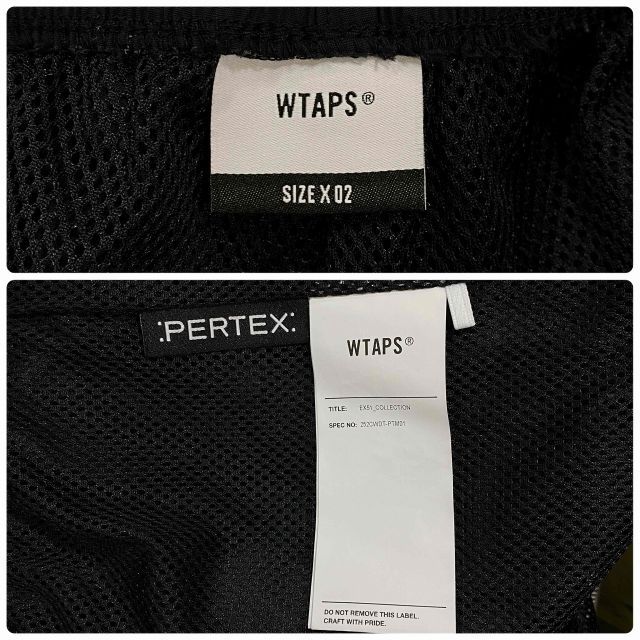 WTAPS®
SIZE X 02
:PERTEX:
WTAPS®
TITLE: EX51_COLLECTION
SPEC NO: 252CWDT-PTM01
DO NOT REMOVE THIS LABEL.
CRAFT WITH PRIDE.